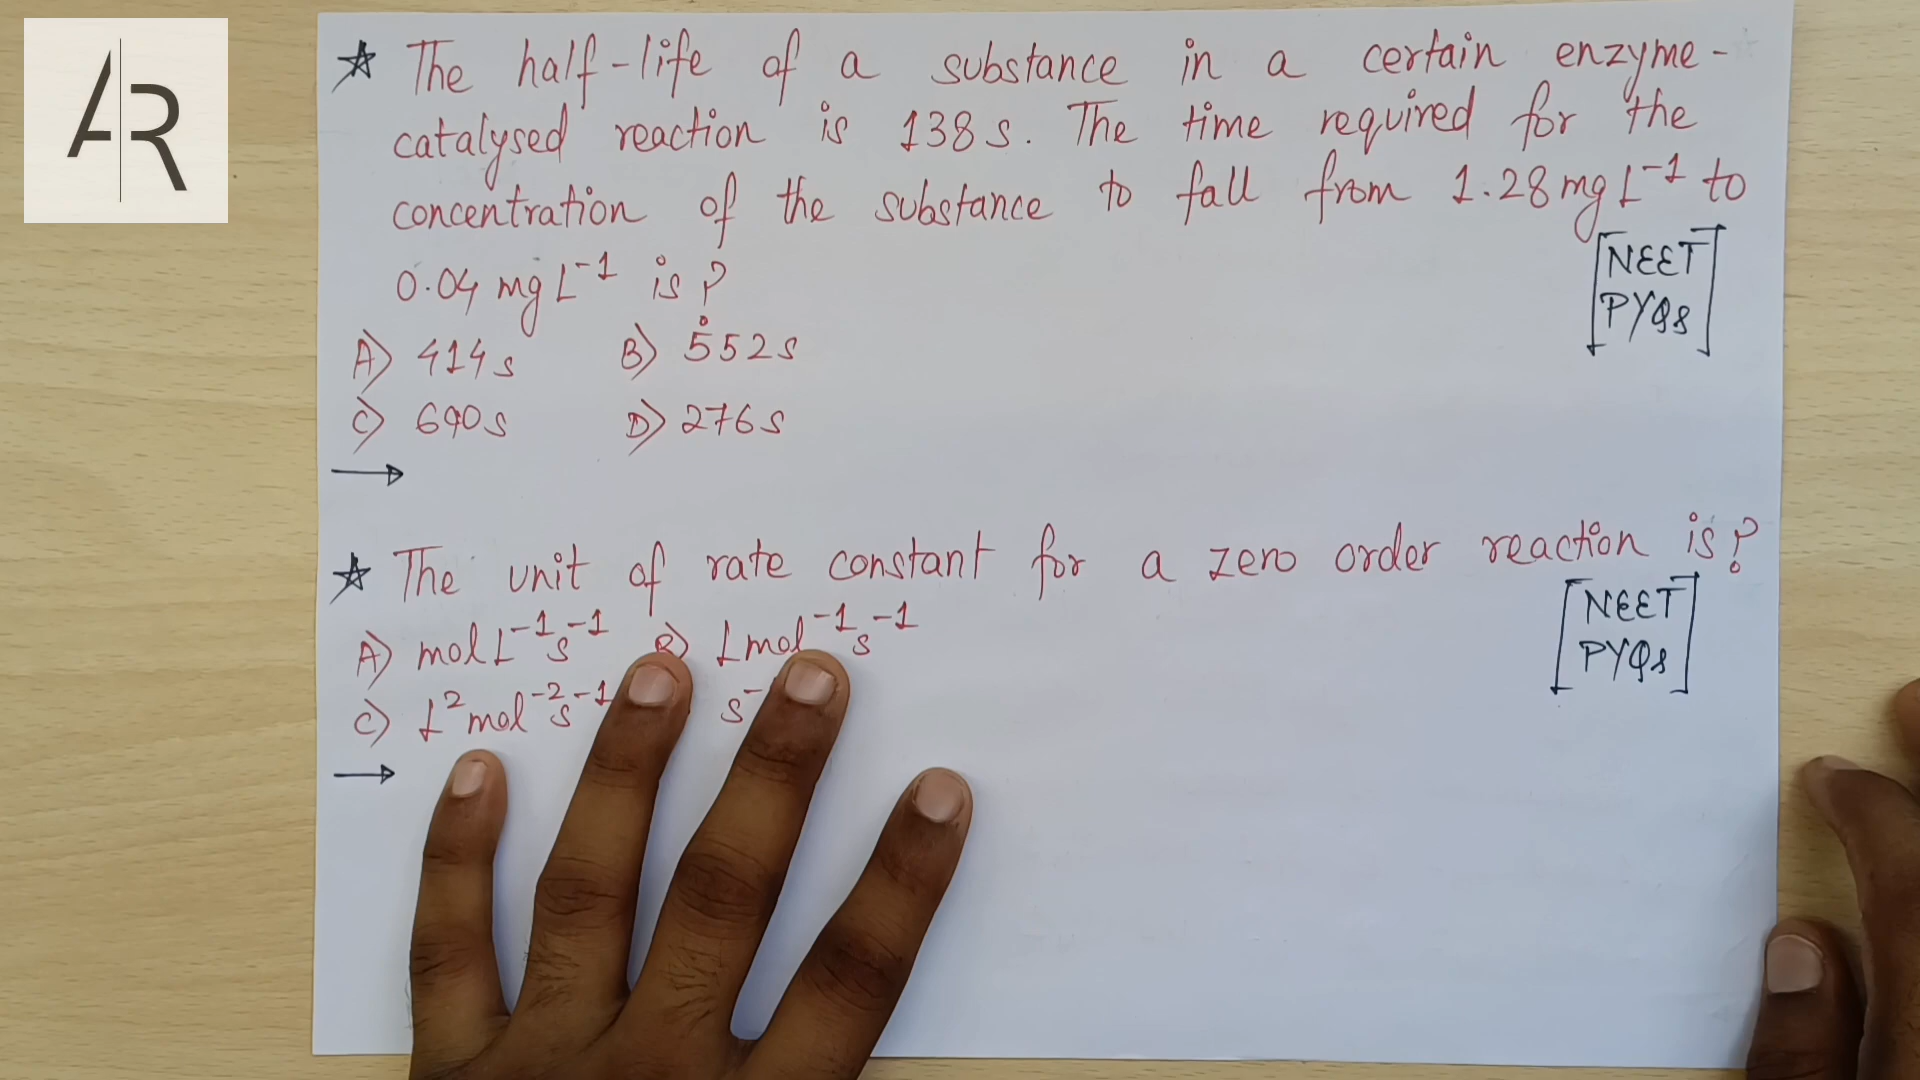 AR
☆ The half-life of a substance in a certain enzyme-
catalysed reaction is 138 s. The time required for the
concentration of the substance to fall from 1.28 mg L⁻¹ to
0.04 mg L⁻¹ is?
[NEET
PYQs]
A) 414 s B) 552 s
C) 690 s D) 276 s
→
☆ The unit of rate constant for a zero order reaction is?
[NEET
PYQs]
A) mol L⁻¹ s⁻¹ B) L mol⁻¹ s⁻¹
C) L² mol⁻² s⁻¹ s⁻
→